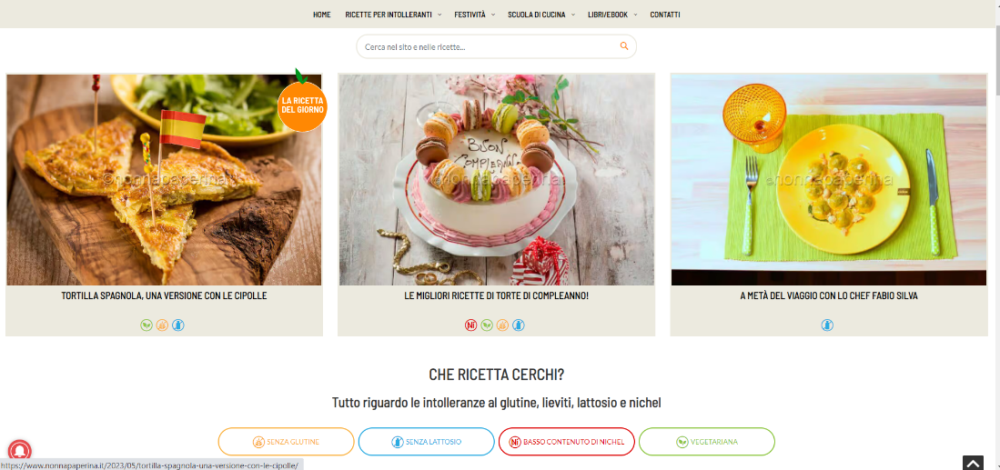 HOME RICETTE PER INTOLLERANTI FESTIVITÀ SCUOLA DI CUCINA LIBRI/EBOOK CONTATTI
Cerca nel sito e nelle ricette...
LA RICETTA
DEL GIORNO
©nonnapaperina
BUON
COMPLEANNO
©nonnapaperina
©nonnapaperina
TORTILLA SPAGNOLA, UNA VERSIONE CON LE CIPOLLE
LE MIGLIORI RICETTE DI TORTE DI COMPLEANNO!
A METÀ DEL VIAGGIO CON LO CHEF FABIO SILVA
Ni
CHE RICETTA CERCHI?
Tutto riguardo le intolleranze al glutine, lieviti, lattosio e nichel
SENZA GLUTINE
SENZA LATTOSIO
Ni BASSO CONTENUTO DI NICHEL
VEGETARIANA
https://www.nonnapaperina.it/2023/05/tortilla-spagnola-una-versione-con-le-cipolle/